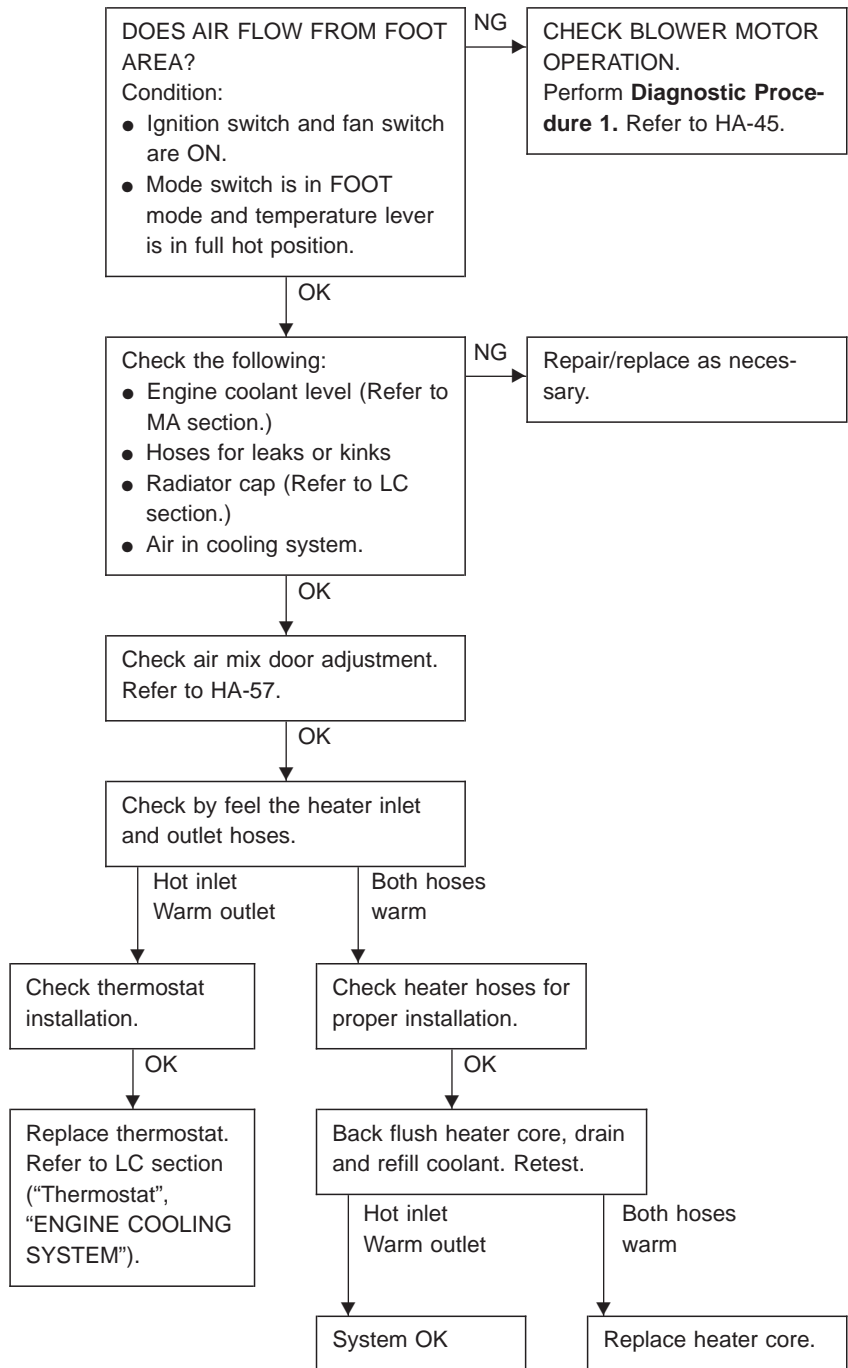 DOES AIR FLOW FROM FOOT
AREA?
Condition:
● Ignition switch and fan switch
are ON.
● Mode switch is in FOOT
mode and temperature lever
is in full hot position.
NG
CHECK BLOWER MOTOR
OPERATION.
Perform Diagnostic Proce-
dure 1. Refer to HA-45.
OK
Check the following:
● Engine coolant level (Refer to
MA section.)
● Hoses for leaks or kinks
● Radiator cap (Refer to LC
section.)
● Air in cooling system.
NG
Repair/replace as neces-
sary.
OK
Check air mix door adjustment.
Refer to HA-57.
OK
Check by feel the heater inlet
and outlet hoses.
Hot inlet
Warm outlet
Both hoses
warm
Check thermostat
installation.
Check heater hoses for
proper installation.
OK
OK
Replace thermostat.
Refer to LC section
(“Thermostat”,
“ENGINE COOLING
SYSTEM”).
Back flush heater core, drain
and refill coolant. Retest.
Hot inlet
Warm outlet
Both hoses
warm
System OK
Replace heater core.